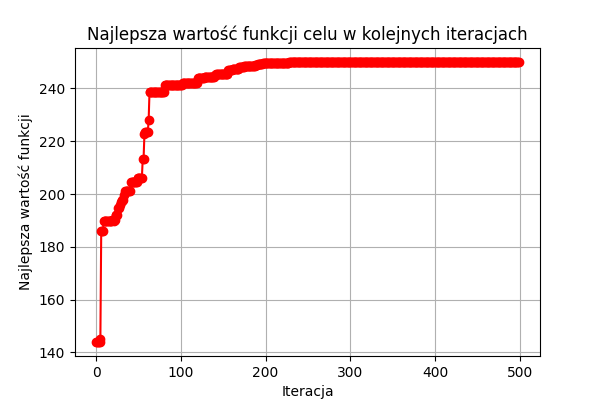 Najlepsza wartość funkcji celu w kolejnych iteracjach
Najlepsza wartość funkcji
240
220
200
180
160
140
0 100 200 300 400 500
Iteracja